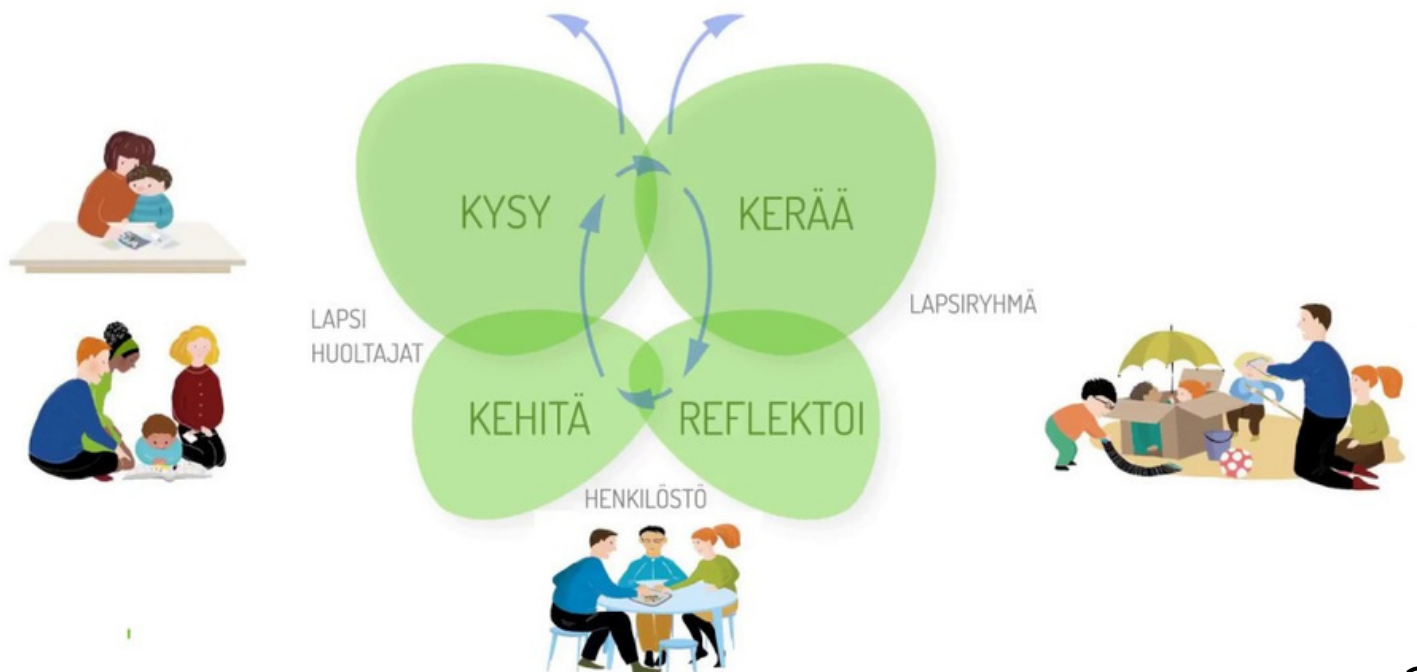 KYSY
KERÄÄ
LAPSI
HUOLTAJAT
LAPSIRYHMÄ
KEHITÄ
REFLEKTOI
HENKILÖSTÖ